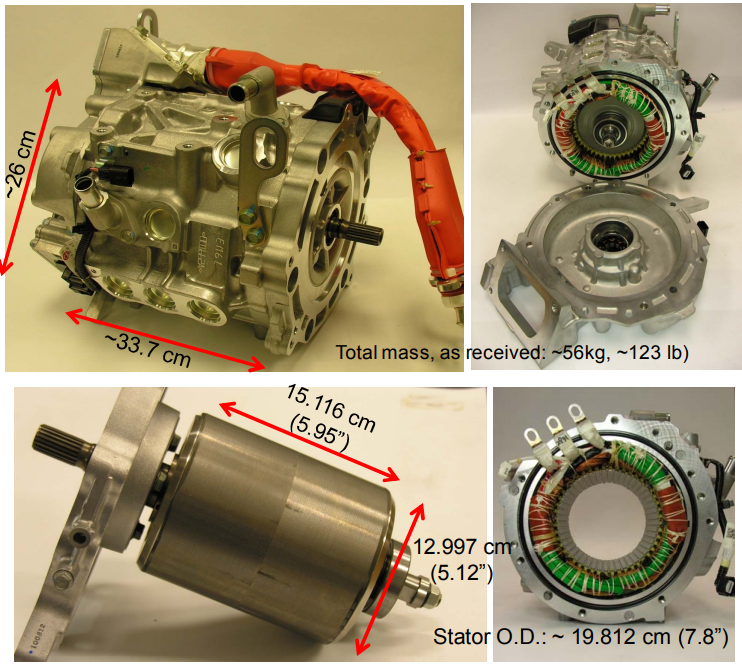 ~26 cm
~33.7 cm
Total mass, as received: ~56kg, ~123 lb)
15.116 cm
(5.95”)
12.997 cm
(5.12”)
Stator O.D.: ~ 19.812 cm (7.8”)